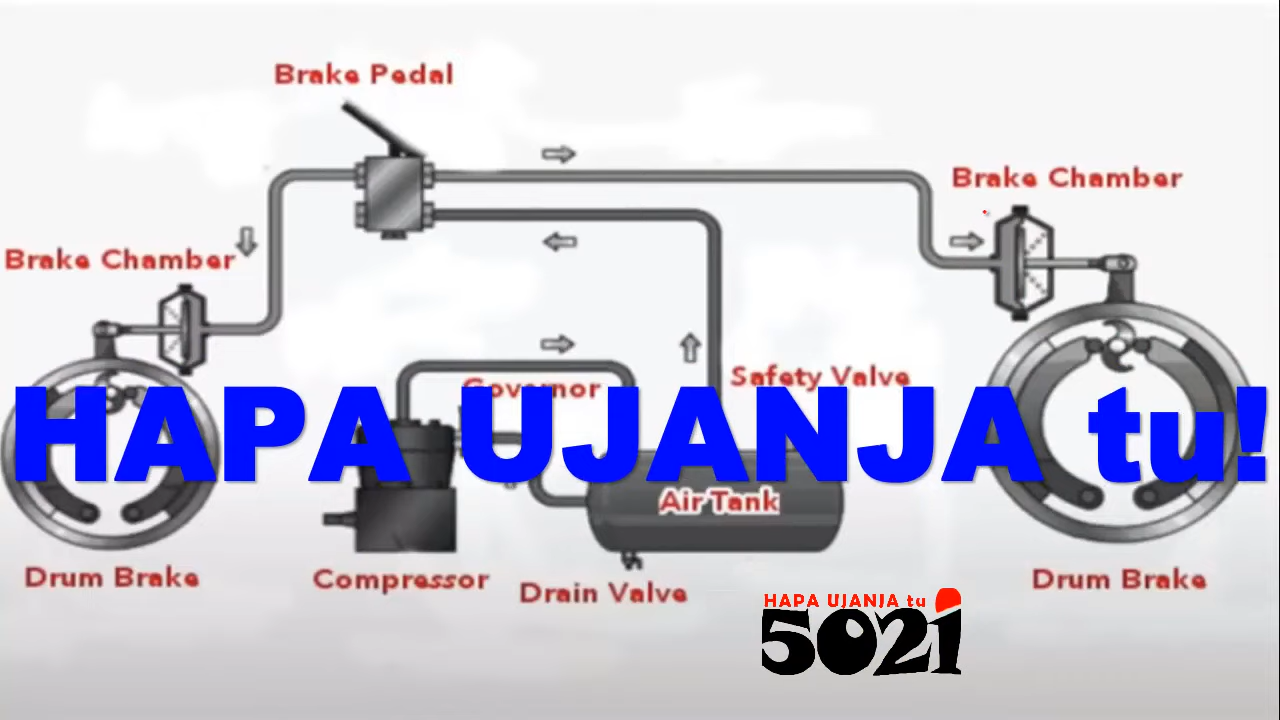 Brake Pedal
Brake Chamber
Brake Chamber
Safety Valve
Governor
HAPA UJANJA tu!
Air Tank
Drum Brake
Compressor
Drain Valve
Drum Brake
HAPA UJANJA tu
5021